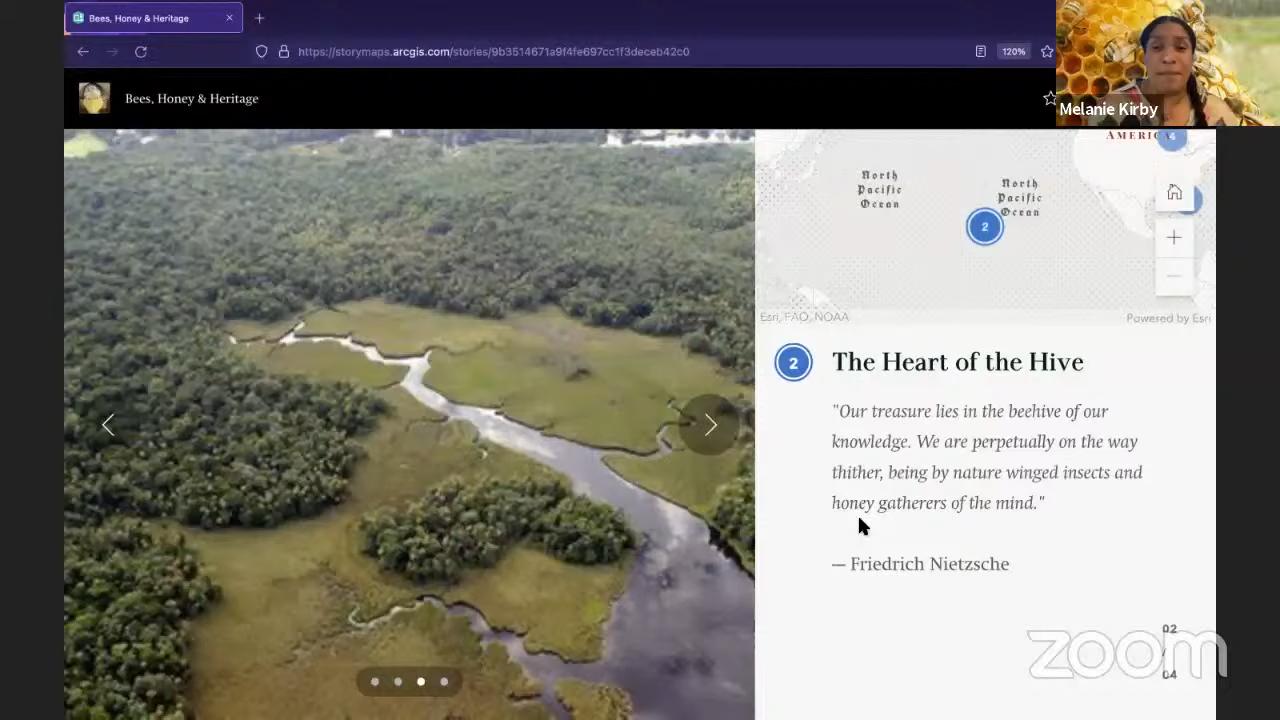 Bees, Honey & Heritage
https://storymaps.arcgis.com/stories/9b3514671a9f4fe697cc1f3deceb42c0
120%
Bees, Honey & Heritage
Melanie Kirby
North
Pacific
Ocean
North
Pacific
Ocean
2
Esri, FAO, NOAA
Powered by Esri
2
The Heart of the Hive
"Our treasure lies in the beehive of our
knowledge. We are perpetually on the way
thither, being by nature winged insects and
honey gatherers of the mind."
— Friedrich Nietzsche
02
/
04
zoom